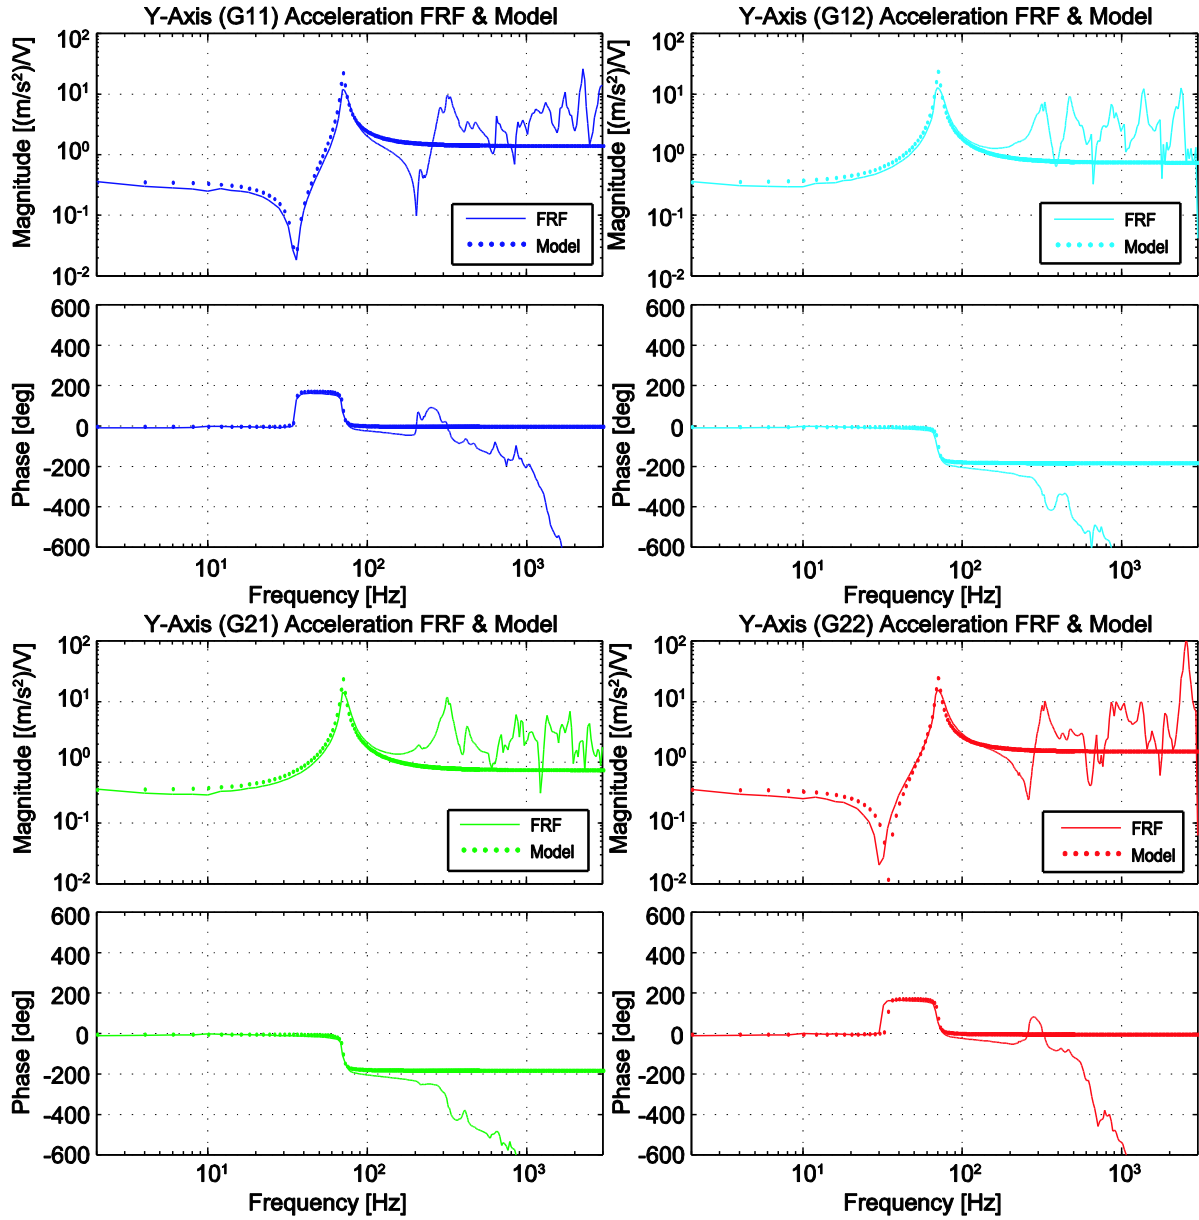 Y-Axis (G11) Acceleration FRF & Model
Magnitude [(m/s²)/V]
10²
10¹
10⁰
10⁻¹
10⁻²
FRF
Model
Phase [deg]
600
400
200
0
-200
-400
-600
10¹
10²
10³
Frequency [Hz]
Y-Axis (G12) Acceleration FRF & Model
Magnitude [(m/s²)/V]
10²
10¹
10⁰
10⁻¹
10⁻²
FRF
Model
Phase [deg]
600
400
200
0
-200
-400
-600
10¹
10²
10³
Frequency [Hz]
Y-Axis (G21) Acceleration FRF & Model
Magnitude [(m/s²)/V]
10²
10¹
10⁰
10⁻¹
10⁻²
FRF
Model
Phase [deg]
600
400
200
0
-200
-400
-600
10¹
10²
10³
Frequency [Hz]
Y-Axis (G22) Acceleration FRF & Model
Magnitude [(m/s²)/V]
10²
10¹
10⁰
10⁻¹
10⁻²
FRF
Model
Phase [deg]
600
400
200
0
-200
-400
-600
10¹
10²
10³
Frequency [Hz]